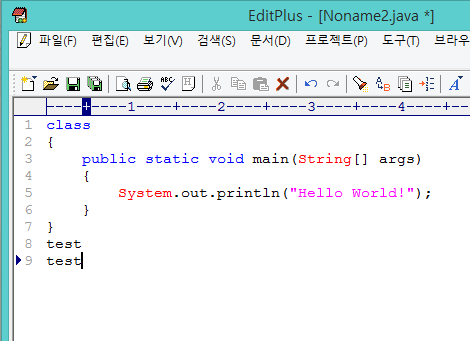 EditPlus - [Noname2.java *]
파일(F) 편집(E) 보기(V) 검색(S) 문서(D) 프로젝트(P) 도구(T) 브라우
----+----1----+----2----+----3----+----4----+--
1 class
2 {
3     public static void main(String[] args)
4     {
5         System.out.println("Hello World!");
6     }
7 }
8 test
9 test